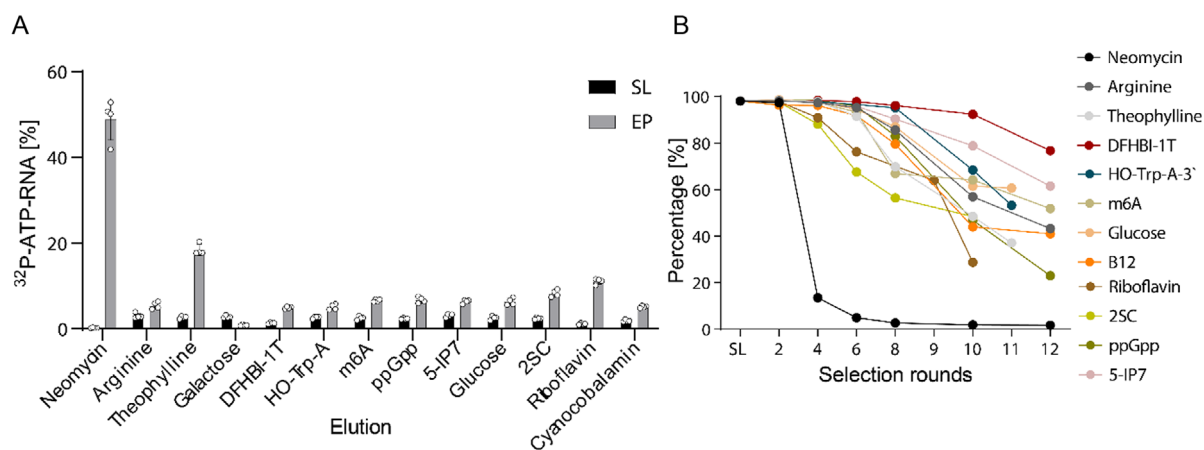 A
60
40
20
0
32P-ATP-RNA [%]
SL
EP
Neomycin
Arginine
Theophylline
Galactose
DFHBI-1T
HO-Trp-A
m6A
ppGpp
5-IP7
Glucose
2SC
Riboflavin
Cyanocobalamin
Elution
B
100
80
60
40
20
0
Percentage [%]
SL 2 4 6 8 9 10 11 12
Selection rounds
Neomycin
Arginine
Theophylline
DFHBI-1T
HO-Trp-A-3`
m6A
Glucose
B12
Riboflavin
2SC
ppGpp
5-IP7